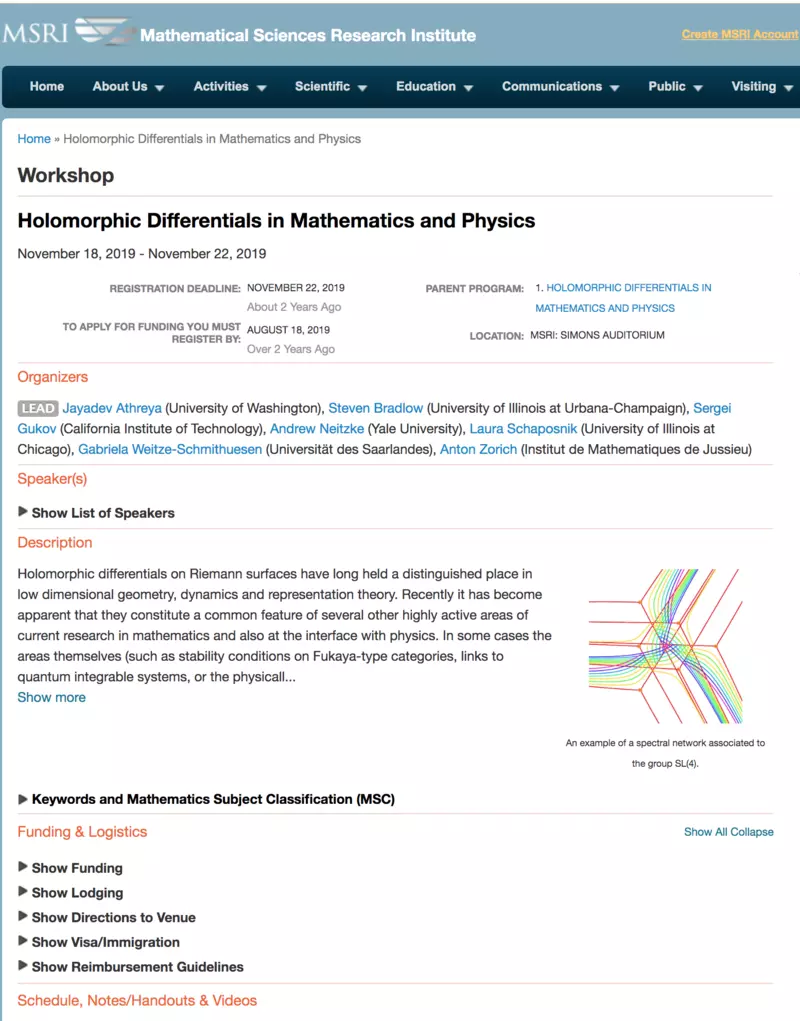 MSRI Mathematical Sciences Research Institute Create MSRI Account
Home About Us Activities Scientific Education Communications Public Visiting
Home » Holomorphic Differentials in Mathematics and Physics
Workshop
Holomorphic Differentials in Mathematics and Physics
November 18, 2019 - November 22, 2019
REGISTRATION DEADLINE: NOVEMBER 22, 2019
About 2 Years Ago
TO APPLY FOR FUNDING YOU MUST
REGISTER BY: AUGUST 18, 2019
Over 2 Years Ago
PARENT PROGRAM: 1. HOLOMORPHIC DIFFERENTIALS IN
MATHEMATICS AND PHYSICS
LOCATION: MSRI: SIMONS AUDITORIUM
Organizers
LEAD Jayadev Athreya (University of Washington), Steven Bradlow (University of Illinois at Urbana-Champaign), Sergei
Gukov (California Institute of Technology), Andrew Neitzke (Yale University), Laura Schaposnik (University of Illinois at
Chicago), Gabriela Weitze-Schmithuesen (Universität des Saarlandes), Anton Zorich (Institut de Mathematiques de Jussieu)
Speaker(s)
Show List of Speakers
Description
Holomorphic differentials on Riemann surfaces have long held a distinguished place in
low dimensional geometry, dynamics and representation theory. Recently it has become
apparent that they constitute a common feature of several other highly active areas of
current research in mathematics and also at the interface with physics. In some cases the
areas themselves (such as stability conditions on Fukaya-type categories, links to
quantum integrable systems, or the physicall...
Show more
An example of a spectral network associated to
the group SL(4).
Keywords and Mathematics Subject Classification (MSC)
Funding & Logistics Show All Collapse
Show Funding
Show Lodging
Show Directions to Venue
Show Visa/Immigration
Show Reimbursement Guidelines
Schedule, Notes/Handouts & Videos